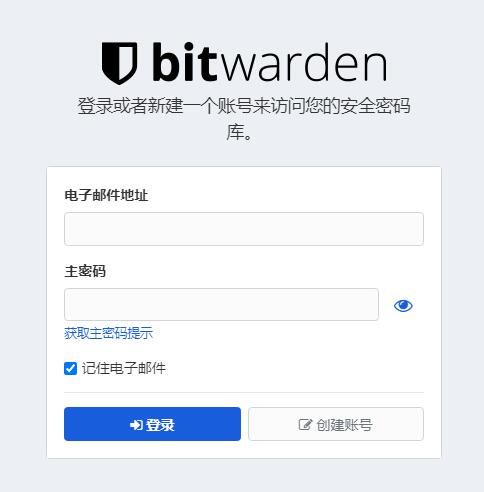 bitwarden
登录或者新建一个账号来访问您的安全密码
库。
电子邮件地址
主密码
获取主密码提示
记住电子邮件
登录
创建账号